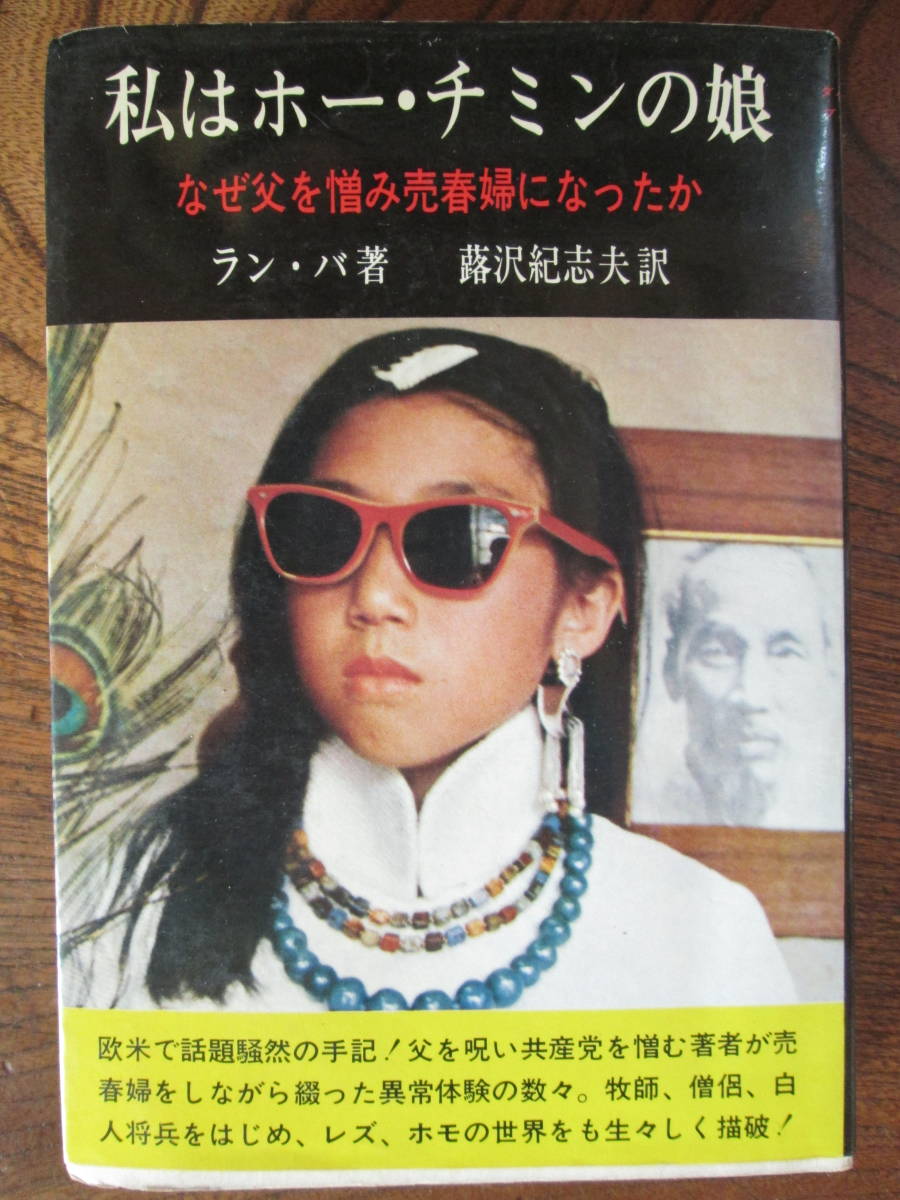 私はホー・チミンの娘
なぜ父を憎み売春婦になったか
ラン・バ著　蕗沢紀志夫訳
欧米で話題騒然の手記！父を呪い共産党を憎む著者が売
春婦をしながら綴った異常体験の数々。牧師、僧侶、白
人将兵をはじめ、レズ、ホモの世界をも生々しく描破！